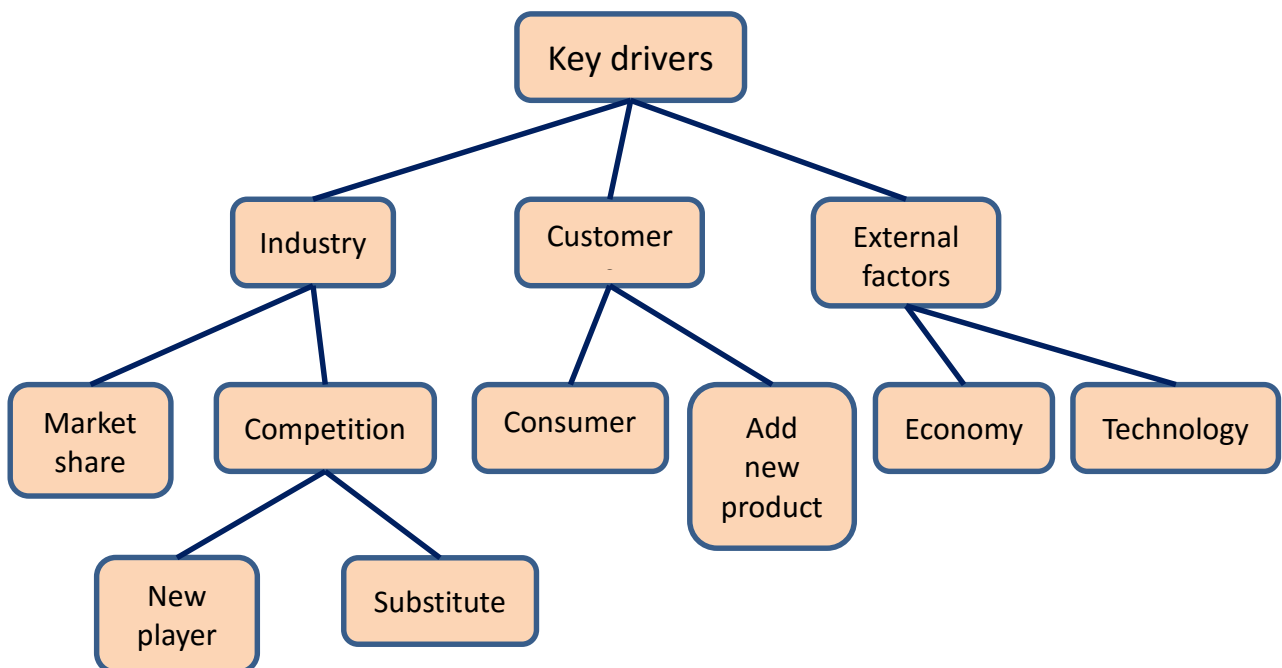 Key drivers
Industry
Customer
External
factors
Market
share
Competition
Consumer
Add
new
product
Economy
Technology
New
player
Substitute